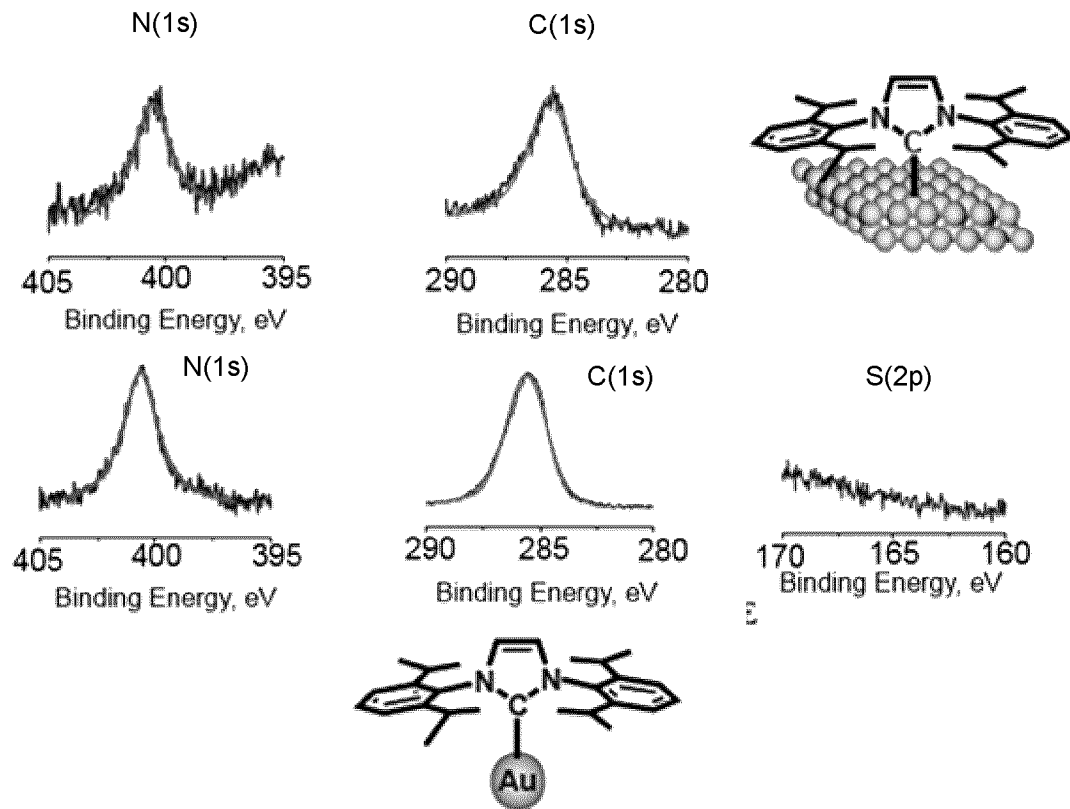 N(1s)
C(1s)
405 400 395
Binding Energy, eV
290 285 280
Binding Energy, eV
N N
C
N(1s)
C(1s)
S(2p)
405 400 395
Binding Energy, eV
290 285 280
Binding Energy, eV
170 165 160
Binding Energy, eV
N N
C
Au